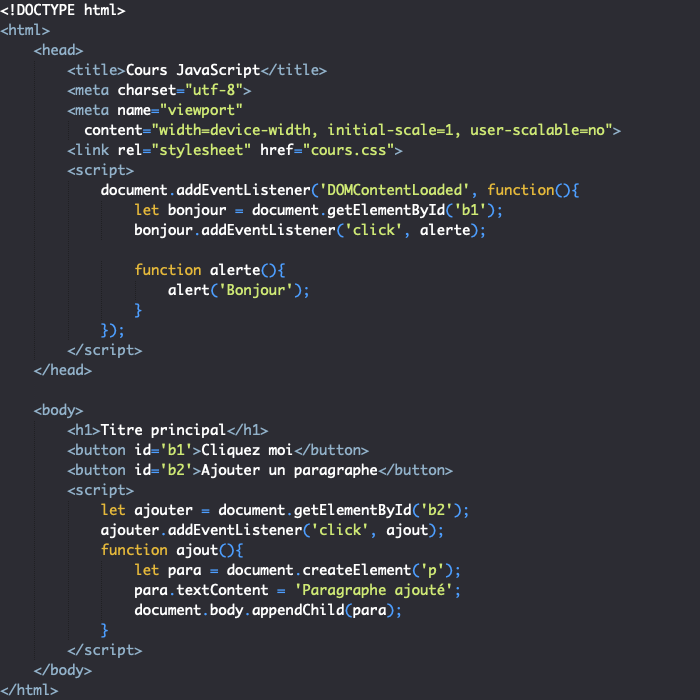 <!DOCTYPE html>
<html>
    <head>
        <title>Cours JavaScript</title>
        <meta charset="utf-8">
        <meta name="viewport"
          content="width=device-width, initial-scale=1, user-scalable=no">
        <link rel="stylesheet" href="cours.css">
        <script>
            document.addEventListener('DOMContentLoaded', function(){
                let bonjour = document.getElementById('b1');
                bonjour.addEventListener('click', alerte);

                function alerte(){
                    alert('Bonjour');
                }
            });
        </script>
    </head>

    <body>
        <h1>Titre principal</h1>
        <button id='b1'>Cliquez moi</button>
        <button id='b2'>Ajouter un paragraphe</button>
        <script>
            let ajouter = document.getElementById('b2');
            ajouter.addEventListener('click', ajout);
            function ajout(){
                let para = document.createElement('p');
                para.textContent = 'Paragraphe ajouté';
                document.body.appendChild(para);
            }
        </script>
    </body>
</html>